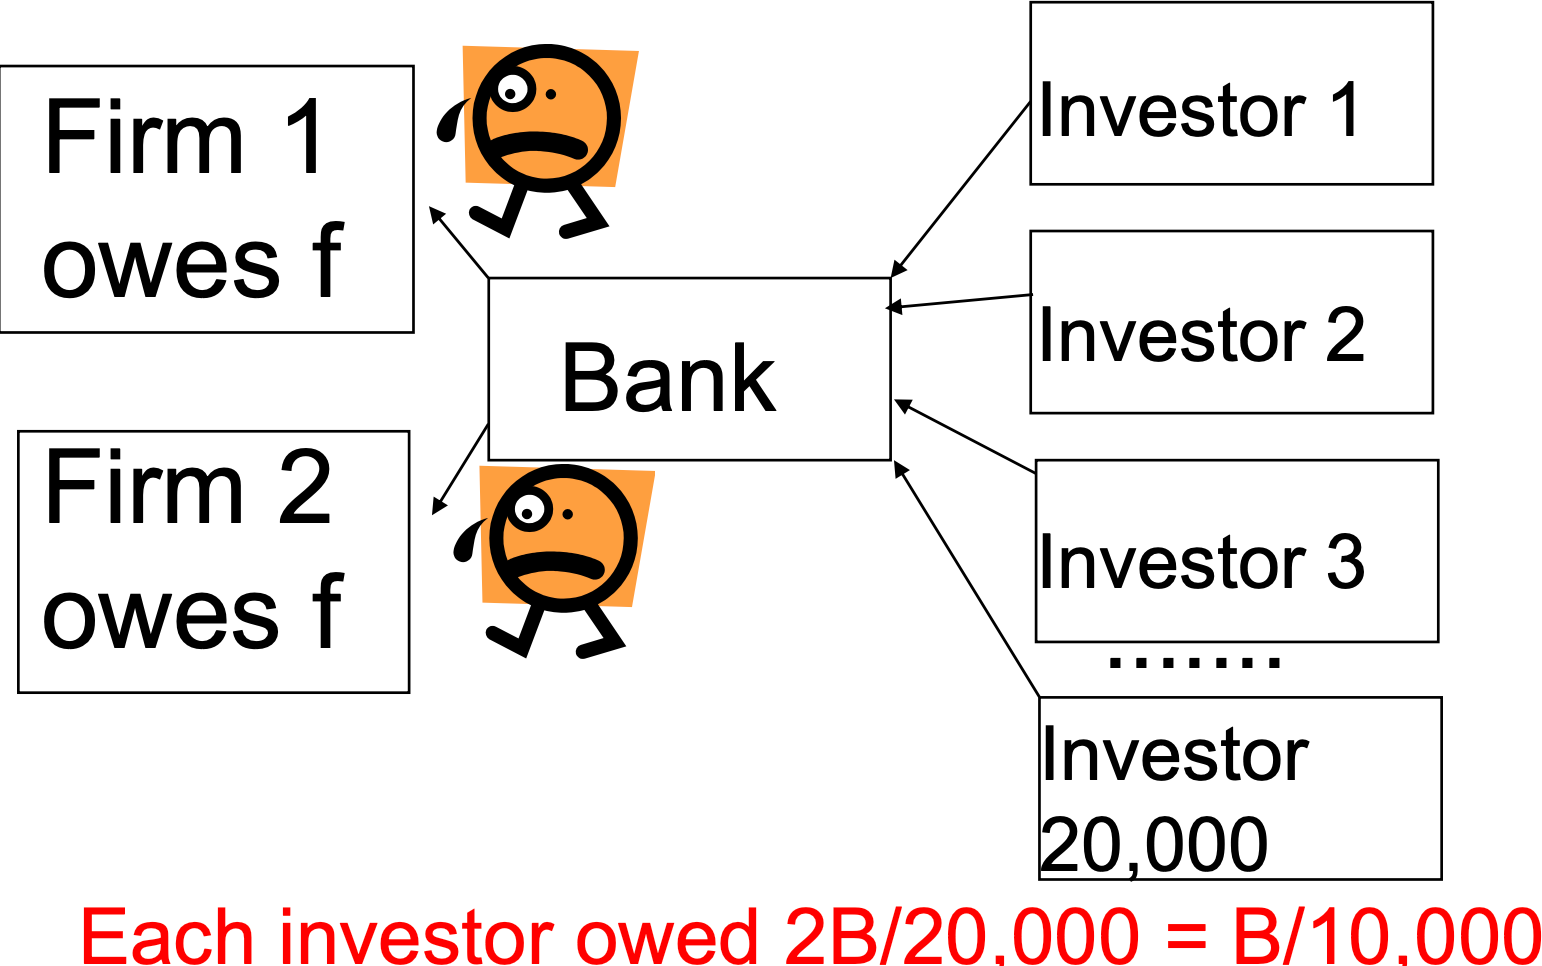 Firm 1
owes f
Firm 2
owes f
Bank
Investor 1
Investor 2
Investor 3
.......
Investor
20,000
Each investor owed 2B/20,000 = B/10,000